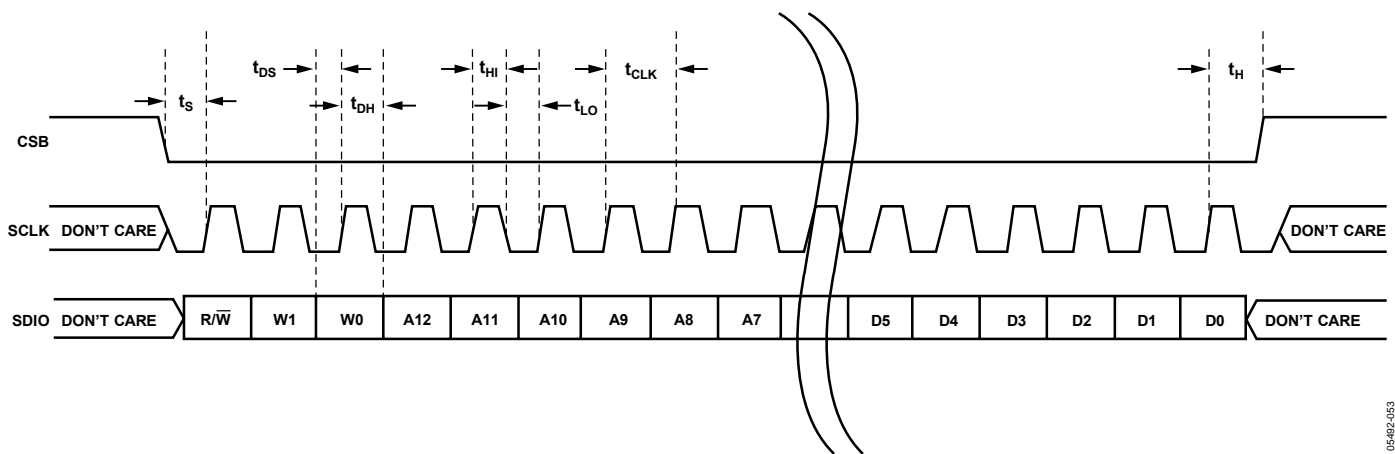 tDS
tHI
tCLK
tH
tS
tDH
tLO
CSB
SCLK DON'T CARE
DON'T CARE
SDIO DON'T CARE R/W̅ W1 W0 A12 A11 A10 A9 A8 A7 D5 D4 D3 D2 D1 D0 DON'T CARE
05492-053